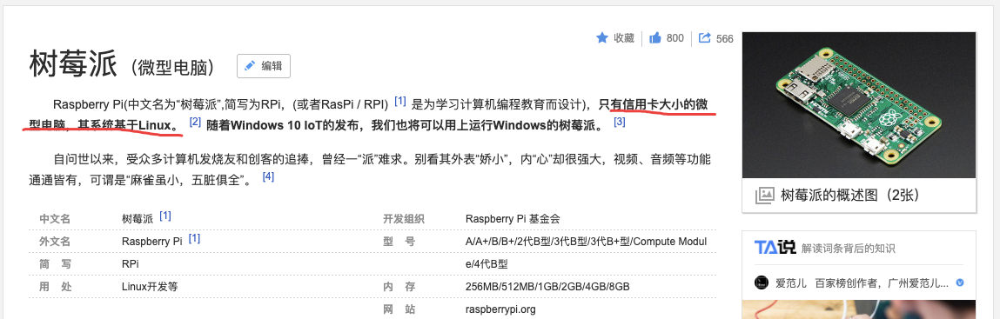 收藏 800 566
树莓派（微型电脑） 编辑
Raspberry Pi(中文名为“树莓派”,简写为RPi，(或者RasPi / RPI) [1] 是为学习计算机编程教育而设计)，只有信用卡大小的微
型电脑，其系统基于Linux。 [2] 随着Windows 10 IoT的发布，我们也将可以用上运行Windows的树莓派。 [3]
自问世以来，受众多计算机发烧友和创客的追捧，曾经一“派”难求。别看其外表“娇小”，内“心”却很强大，视频、音频等功能
通通皆有，可谓是“麻雀虽小，五脏俱全”。 [4]
中文名 树莓派 [1]
外文名 Raspberry Pi [1]
简 写 RPi
用 处 Linux开发等
开发组织 Raspberry Pi 基金会
型 号 A/A+/B/B+/2代B型/3代B型/3代B+型/Compute Modul
e/4代B型
内 存 256MB/512MB/1GB/2GB/4GB/8GB
网 站 raspberrypi.org
树莓派的概述图（2张）
TA说 解读词条背后的知识
爱范儿 百家榜创作者，广州爱范儿...